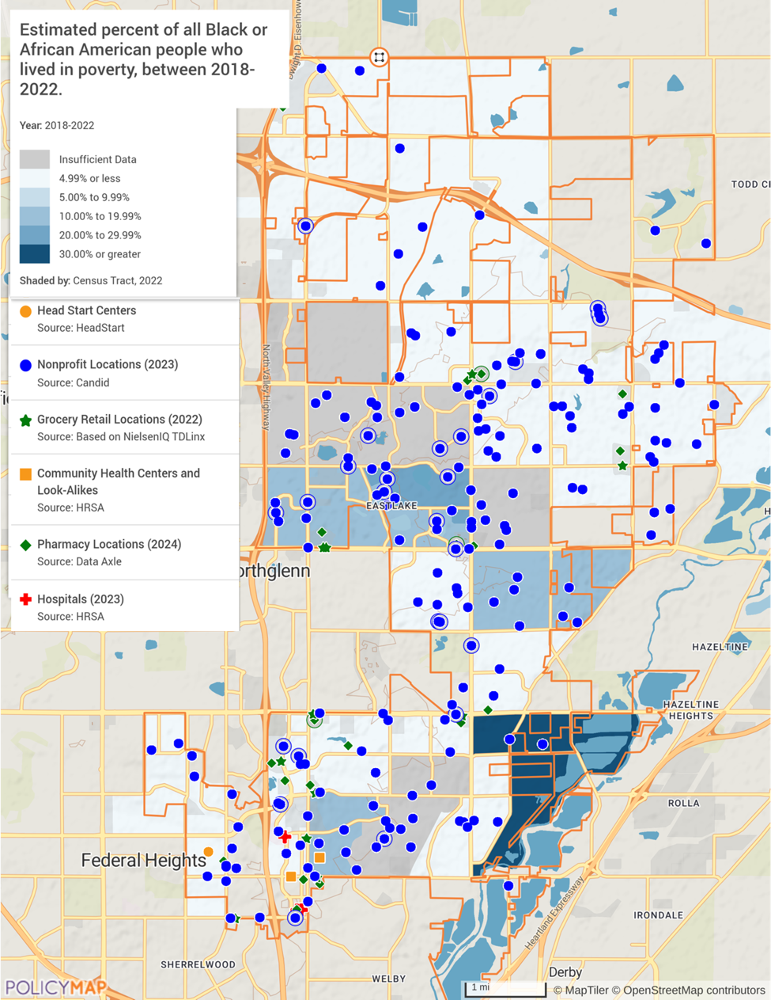 Estimated percent of all Black or
African American people who
lived in poverty, between 2018-
2022.
Year: 2018-2022
Insufficient Data
4.99% or less
5.00% to 9.99%
10.00% to 19.99%
20.00% to 29.99%
30.00% or greater
Shaded by: Census Tract, 2022
Head Start Centers
Source: HeadStart
Nonprofit Locations (2023)
Source: Candid
Grocery Retail Locations (2022)
Source: Based on NielsenIQ TDLinx
Community Health Centers and
Look-Alikes
Source: HRSA
Pharmacy Locations (2024)
Source: Data Axle
Hospitals (2023)
Source: HRSA
Dwight D. Eisenhow
TODD C
North Valley Highway
EASTLAKE
orthglenn
HAZELTINE
HAZELTINE
HEIGHTS
ROLLA
Federal Heights
IRONDALE
Heartland Expressway
SHERRELWOOD
WELBY
Derby
POLICYMAP
1 mi
© MapTiler © OpenStreetMap contributors